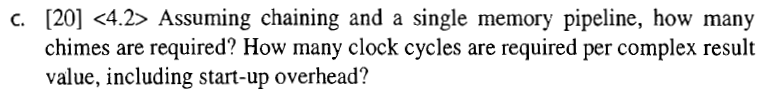 c. [20] <4.2> Assuming chaining and a single memory pipeline, how many
chimes are required? How many clock cycles are required per complex result
value, including start-up overhead?